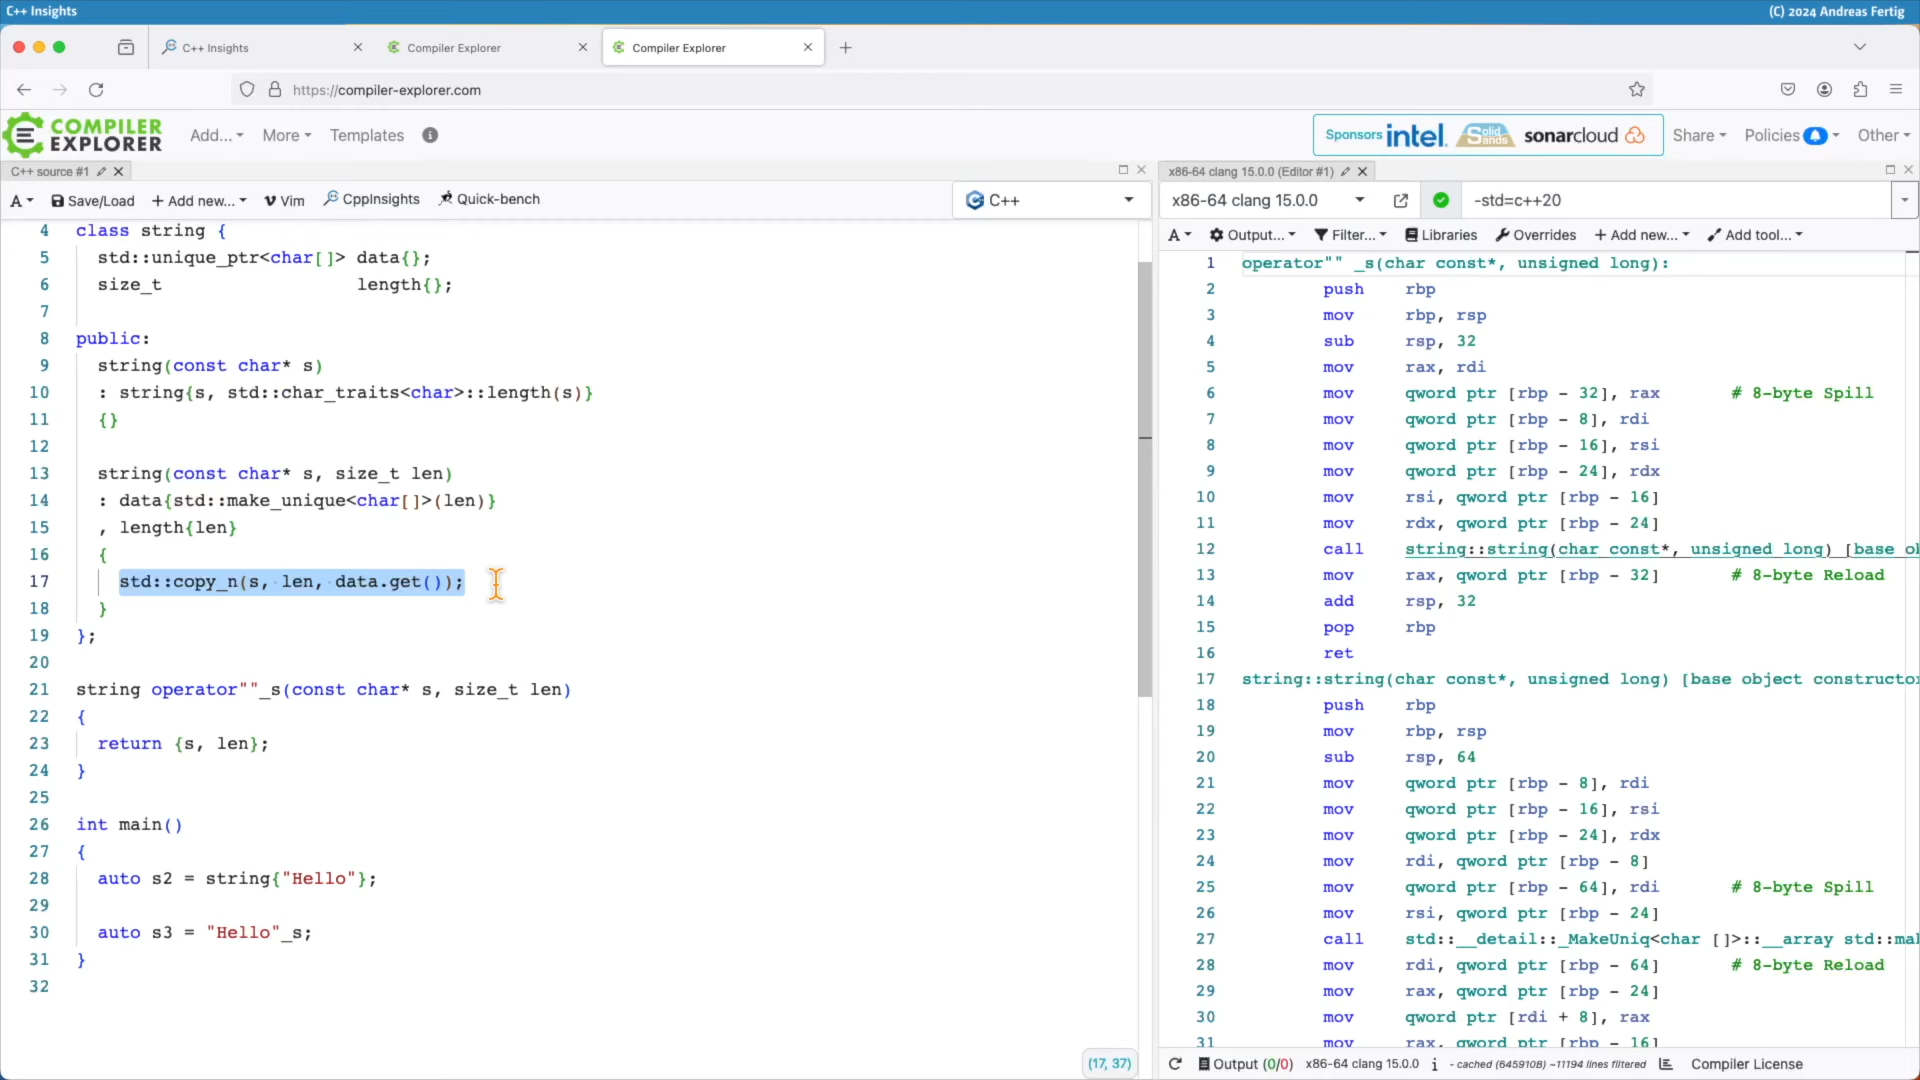 C++ Insights
(C) 2024 Andreas Fertig
C++ Insights
Compiler Explorer
Compiler Explorer
https://compiler-explorer.com
COMPILER EXPLORER
Add...
More
Templates
Sponsors intel. Solid Sands sonarcloud
Share
Policies
Other
C++ source #1
A
Save/Load
+ Add new...
Vim
CppInsights
Quick-bench
C++
4 class string {
5 std::unique_ptr<char[]> data{};
6 size_t length{};
7
8 public:
9 string(const char* s)
10 : string{s, std::char_traits<char>::length(s)}
11 {}
12
13 string(const char* s, size_t len)
14 : data{std::make_unique<char[]>(len)}
15 , length{len}
16 {
17 std::copy_n(s, len, data.get());
18 }
19 };
20
21 string operator""_s(const char* s, size_t len)
22 {
23 return {s, len};
24 }
25
26 int main()
27 {
28 auto s2 = string{"Hello"};
29
30 auto s3 = "Hello"_s;
31 }
32
(17, 37)
x86-64 clang 15.0.0 (Editor #1)
x86-64 clang 15.0.0
-std=c++20
A
Output...
Filter...
Libraries
Overrides
+ Add new...
Add tool...
1 operator"" _s(char const*, unsigned long):
2 push rbp
3 mov rbp, rsp
4 sub rsp, 32
5 mov rax, rdi
6 mov qword ptr [rbp - 32], rax # 8-byte Spill
7 mov qword ptr [rbp - 8], rdi
8 mov qword ptr [rbp - 16], rsi
9 mov qword ptr [rbp - 24], rdx
10 mov rsi, qword ptr [rbp - 16]
11 mov rdx, qword ptr [rbp - 24]
12 call string::string(char const*, unsigned long) [base ob
13 mov rax, qword ptr [rbp - 32] # 8-byte Reload
14 add rsp, 32
15 pop rbp
16 ret
17 string::string(char const*, unsigned long) [base object constructo
18 push rbp
19 mov rbp, rsp
20 sub rsp, 64
21 mov qword ptr [rbp - 8], rdi
22 mov qword ptr [rbp - 16], rsi
23 mov qword ptr [rbp - 24], rdx
24 mov rdi, qword ptr [rbp - 8]
25 mov qword ptr [rbp - 64], rdi # 8-byte Spill
26 mov rsi, qword ptr [rbp - 24]
27 call std::__detail::_MakeUniq<char []>::__array std::mak
28 mov rdi, qword ptr [rbp - 64] # 8-byte Reload
29 mov rax, qword ptr [rbp - 24]
30 mov qword ptr [rdi + 8], rax
31 mov rax, qword ptr [rbp - 16]
Output (0/0) x86-64 clang 15.0.0 i - cached (645910B) ~11194 lines filtered Compiler License